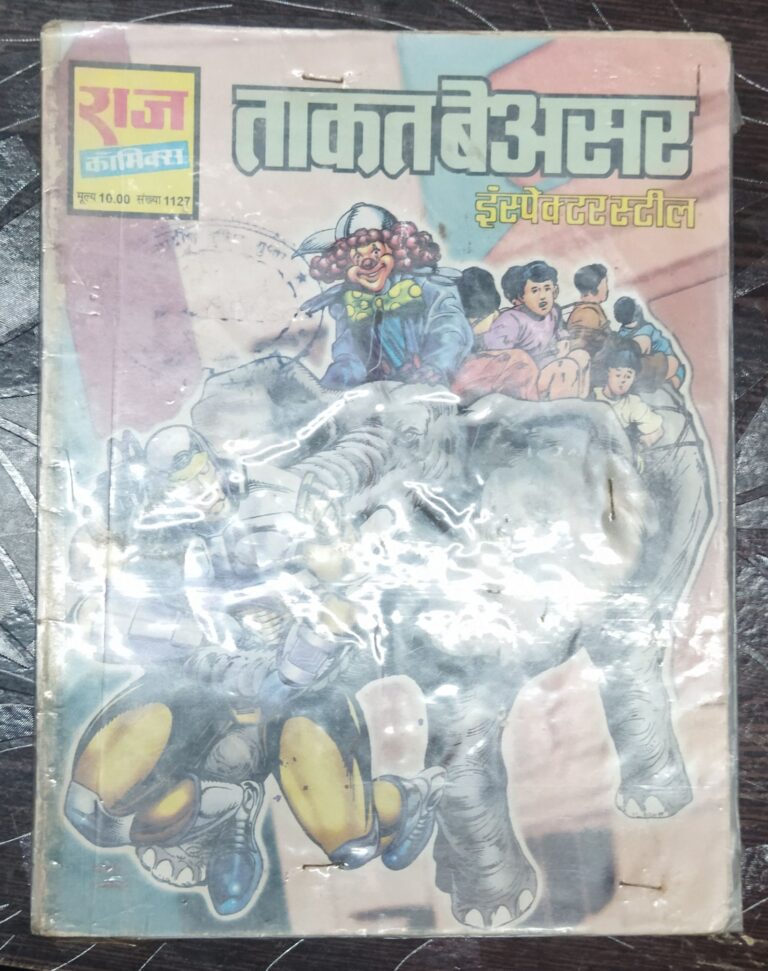 राज
कॉमिक्स
मूल्य 10.00 संख्या 1127
ताकत बेअसर
इंस्पेक्टर स्टील